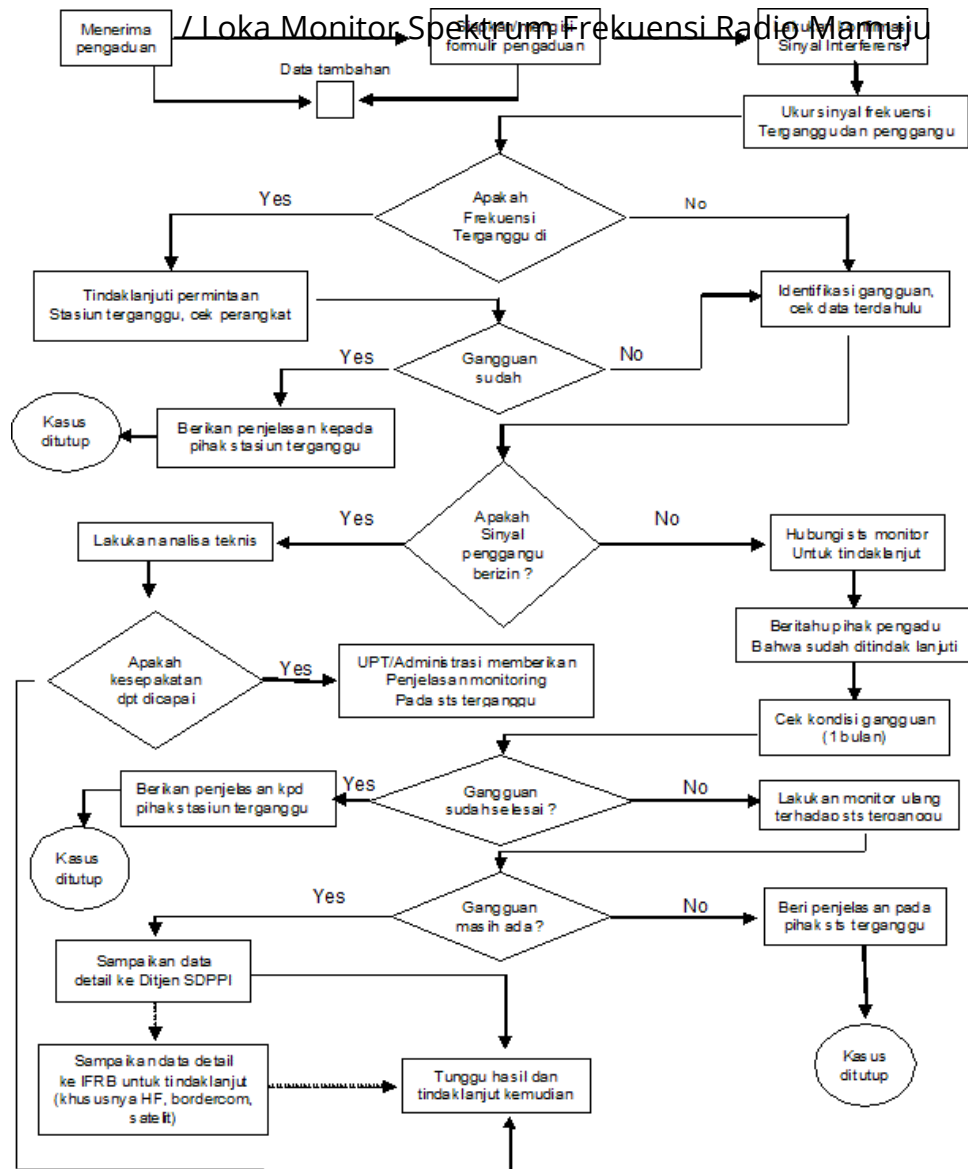 / Loka Monitor Spektrum Frekuensi Radio Mamuju
Menerima
pengaduan
formulir pengaduan
Sinyal Interferensi
Data tambahan
Ukur sinyal frekuensi
Terganggu dan penggangu
Apakah
Frekuensi
Terganggu di
Yes
No
Tindaklanjuti permintaan
Stasiun terganggu, cek perangkat
Identifikasi gangguan,
cek data terdahulu
Gangguan
sudah
Yes
No
Kasus
ditutup
Berikan penjelasan kepada
pihak stasiun terganggu
Apakah
Sinyal
penggangu
berizin ?
Yes
No
Lakukan analisa teknis
Hubungi sts monitor
Untuk tindaklanjut
Beritahu pihak pengadu
Bahwa sudah ditindak lanjuti
Apakah
kesepakatan
dpt dicapai
Yes
UPT/Administrasi memberikan
Penjelasan monitoring
Pada sts terganggu
Cek kondisi gangguan
(1 bulan)
Berikan penjelasan kpd
pihak stasiun terganggu
Yes
Gangguan
sudah selesai ?
No
Lakukan monitor ulang
terhadap sts terganggu
Kasus
ditutup
Yes
Gangguan
masih ada?
No
Beri penjelasan pada
pihak sts terganggu
Sampaikan data
detail ke Ditjen SDPPI
Sampaikan data detail
ke IFRB untuk tindaklanjut
(khususnya HF, bordercom,
satelit)
Tunggu hasil dan
tindaklanjut kemudian
Kasus
ditutup